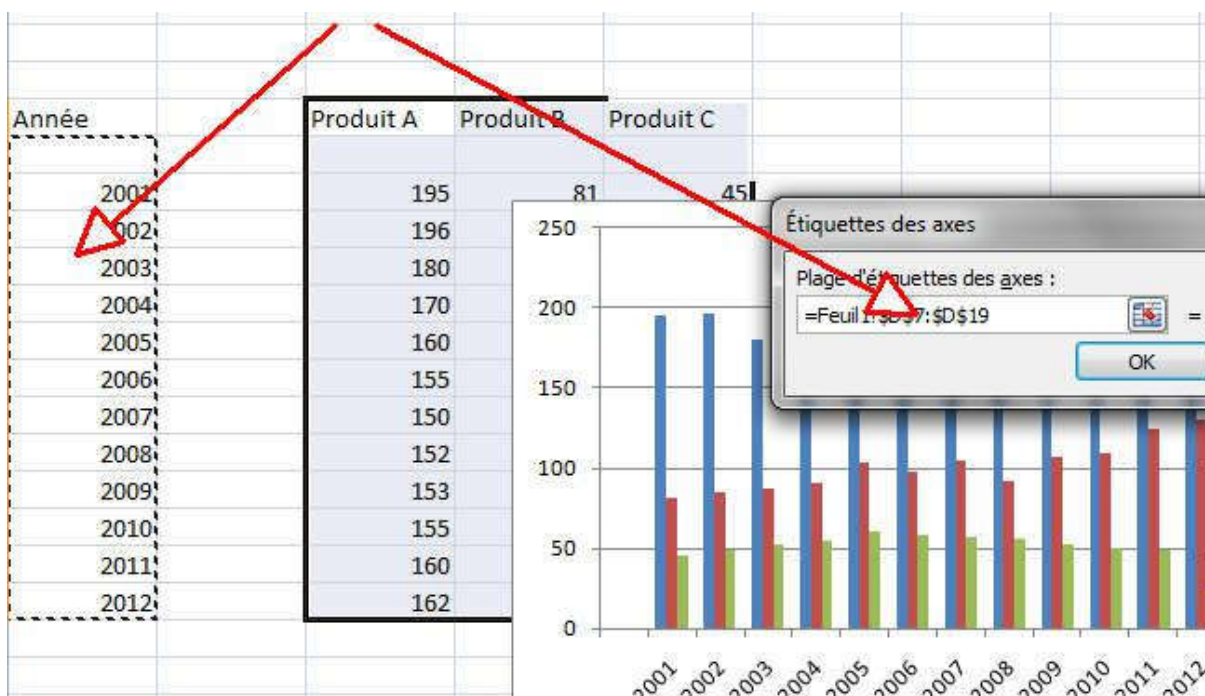 Année Produit A Produit B Produit C
2001 195 81 45
2002 196
2003 180
2004 170
2005 160
2006 155
2007 150
2008 152
2009 153
2010 155
2011 160
2012 162
250
200
150
100
50
0
2001 2002 2003 2004 2005 2006 2007 2008 2009 2010 2011 2012
Étiquettes des axes
Plage d'étiquettes des axes :
=Feuil1!$D$7:$D$19 =
OK